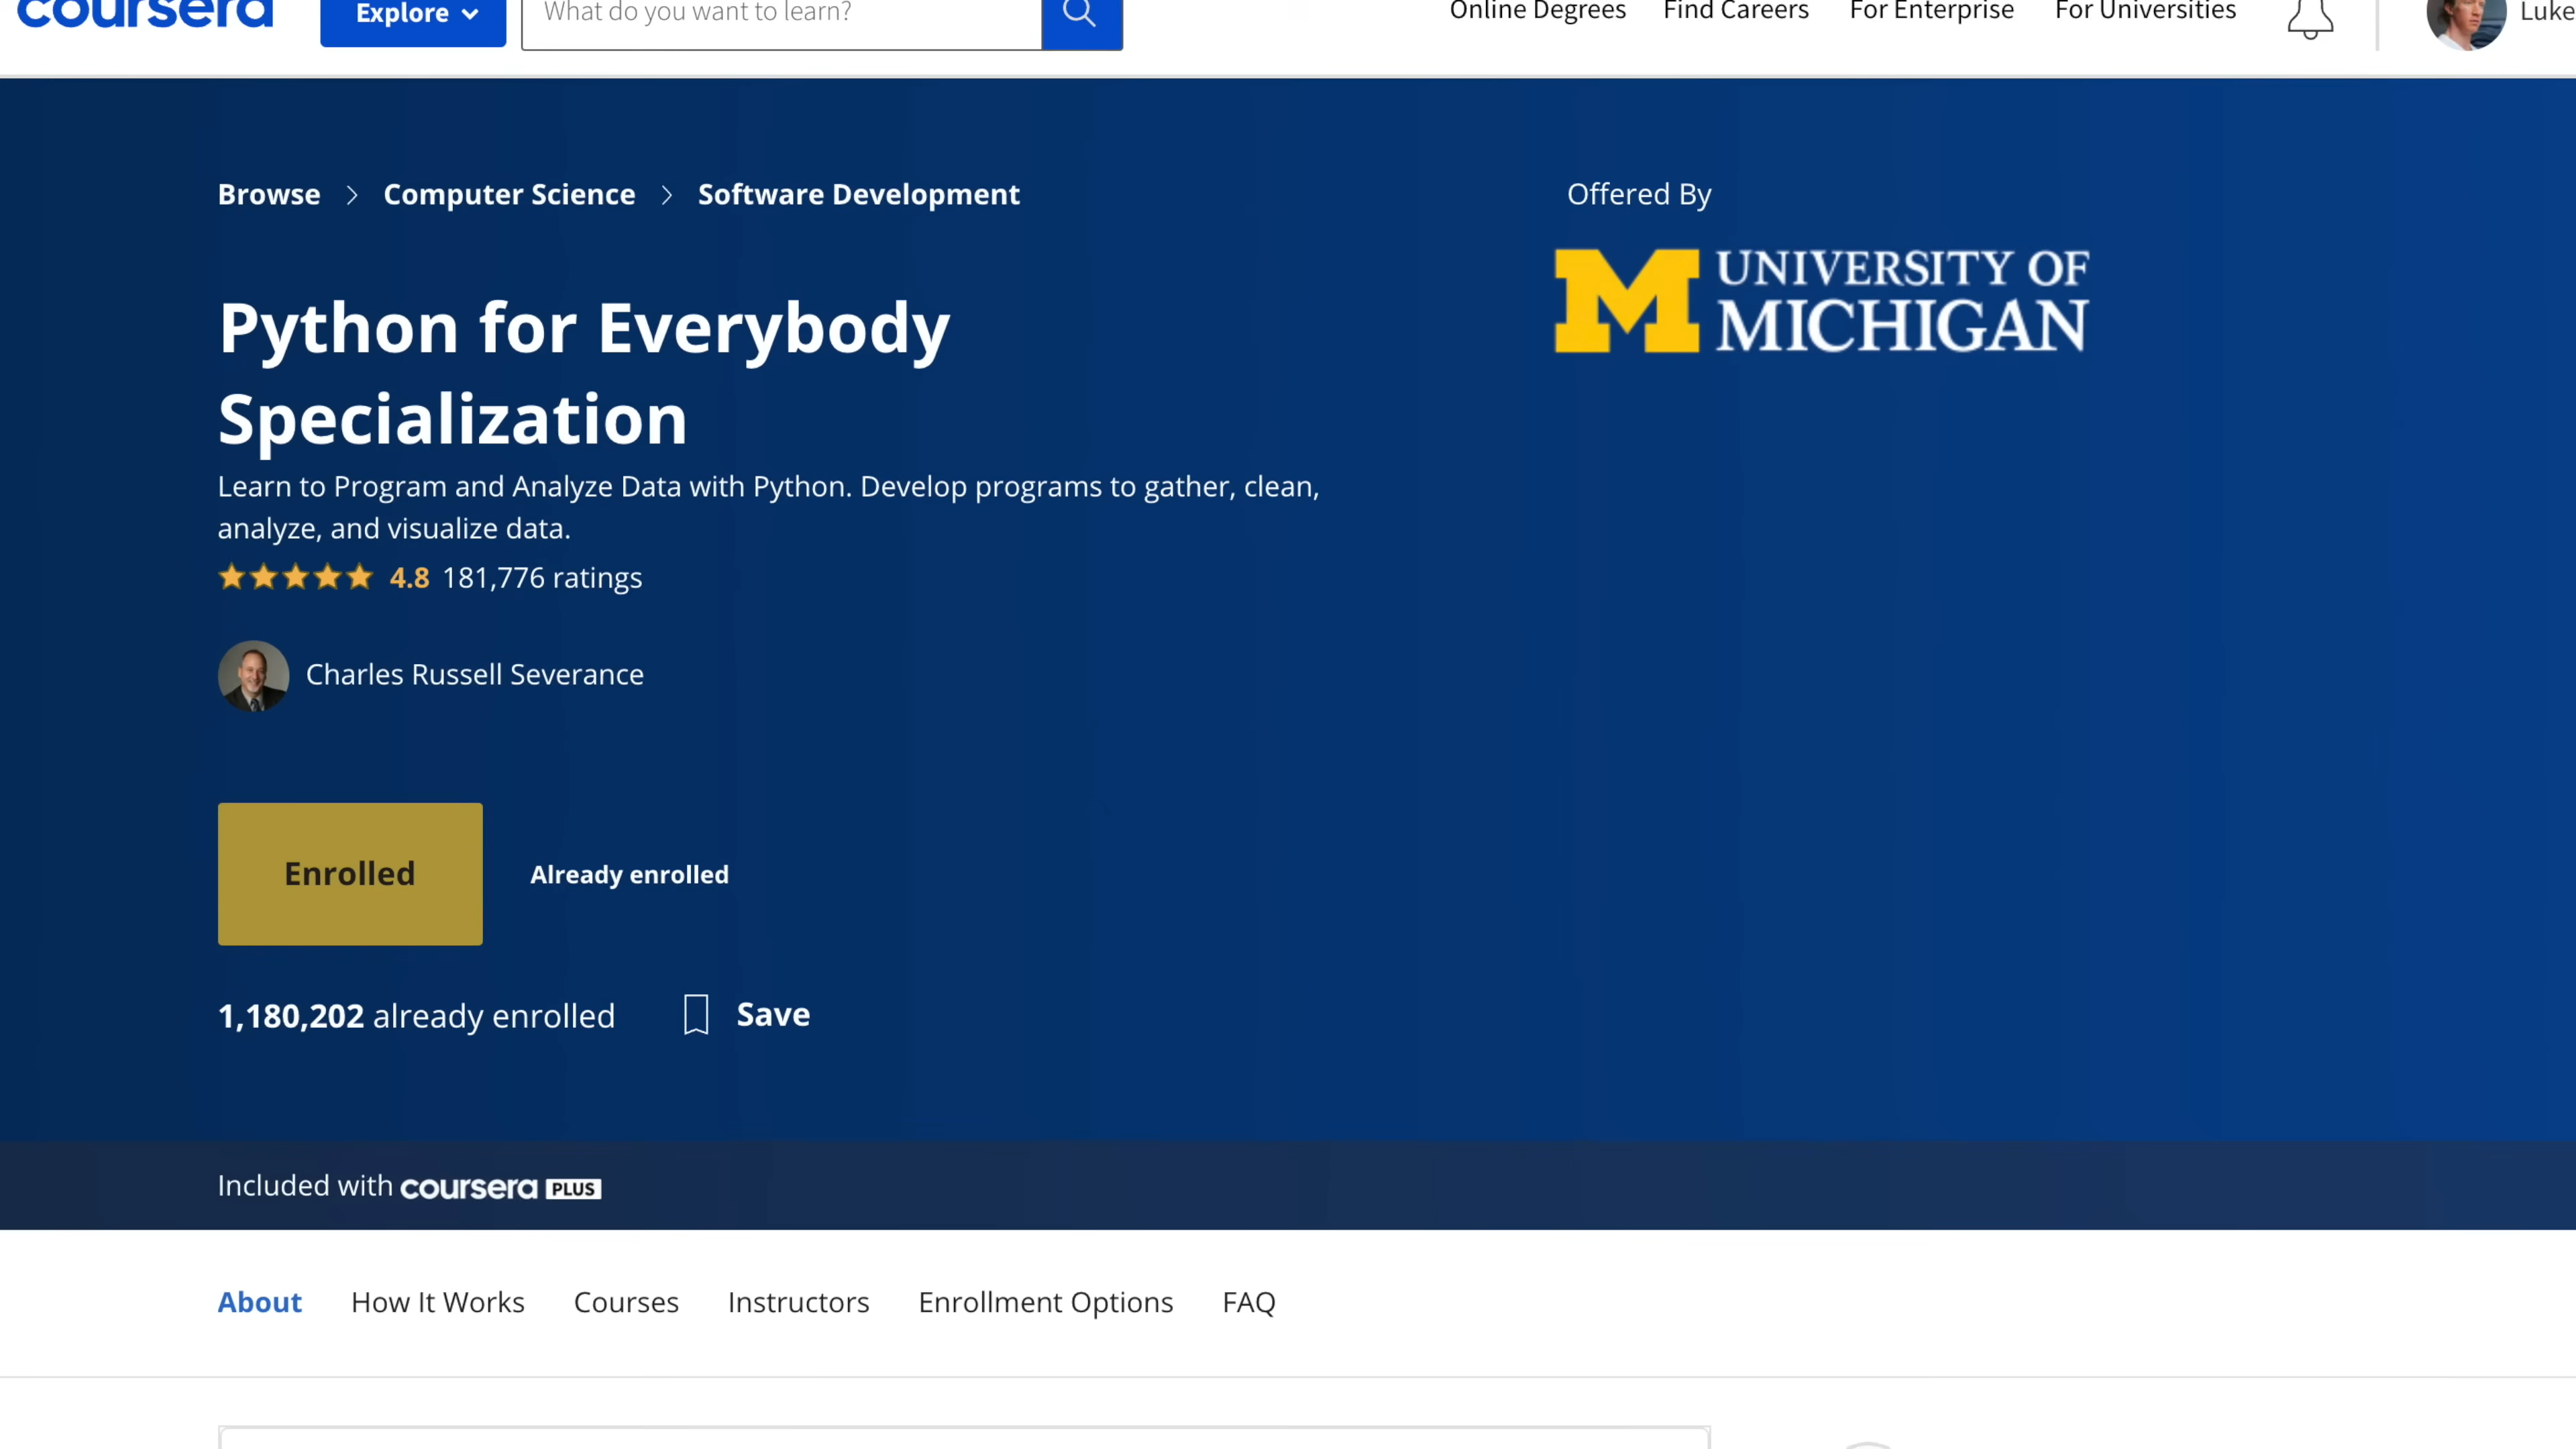 coursera
Explore
What do you want to learn?
Online Degrees Find Careers For Enterprise For Universities
Luke
Browse > Computer Science > Software Development
Offered By
M UNIVERSITY OF
MICHIGAN
Python for Everybody
Specialization
Learn to Program and Analyze Data with Python. Develop programs to gather, clean,
analyze, and visualize data.
4.8 181,776 ratings
Charles Russell Severance
Enrolled
Already enrolled
1,180,202 already enrolled
Save
Included with coursera PLUS
About How It Works Courses Instructors Enrollment Options FAQ